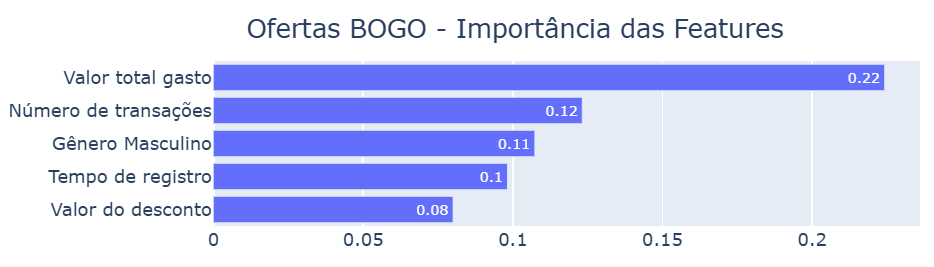 Ofertas BOGO - Importância das Features
Valor total gasto 0.22
Número de transações 0.12
Gênero Masculino 0.11
Tempo de registro 0.1
Valor do desconto 0.08
0 0.05 0.1 0.15 0.2